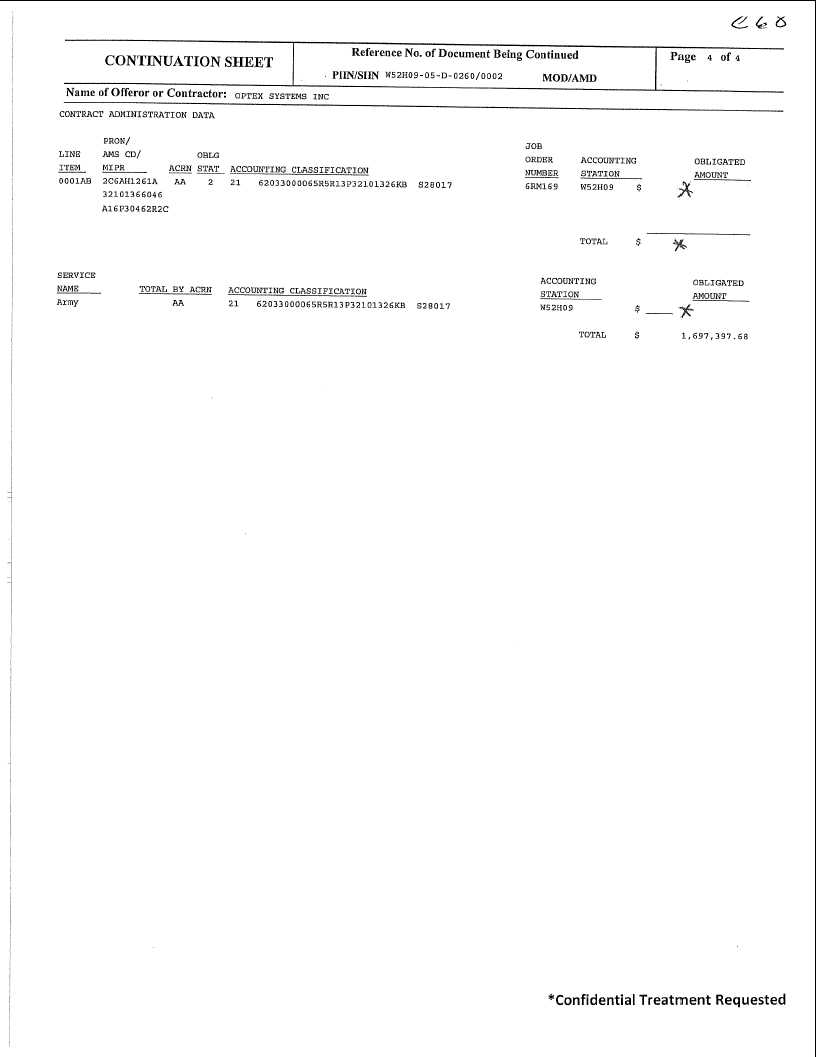 C60
CONTINUATION SHEET
Reference No. of Document Being Continued
PIIN/SIIN W52H09-05-D-0260/0002 MOD/AMD
Page 4 of 4
Name of Offeror or Contractor: OPTEX SYSTEMS INC
CONTRACT ADMINISTRATION DATA
PRON/
JOB
LINE AMS CD/ OBLG ORDER ACCOUNTING OBLIGATED
ITEM MIPR ACRN STAT ACCOUNTING CLASSIFICATION NUMBER STATION AMOUNT
0001AB 2C6AH1261A AA 2 21 62033000065R5R13P32101326KB S28017 6RM169 W52H09 $ *
32101366046
A16P30462R2C
TOTAL $ *
SERVICE ACCOUNTING OBLIGATED
NAME TOTAL BY ACRN ACCOUNTING CLASSIFICATION STATION AMOUNT
Army AA 21 62033000065R5R13P32101326KB S28017 W52H09 $ *
TOTAL $ 1,697,397.68
*Confidential Treatment Requested